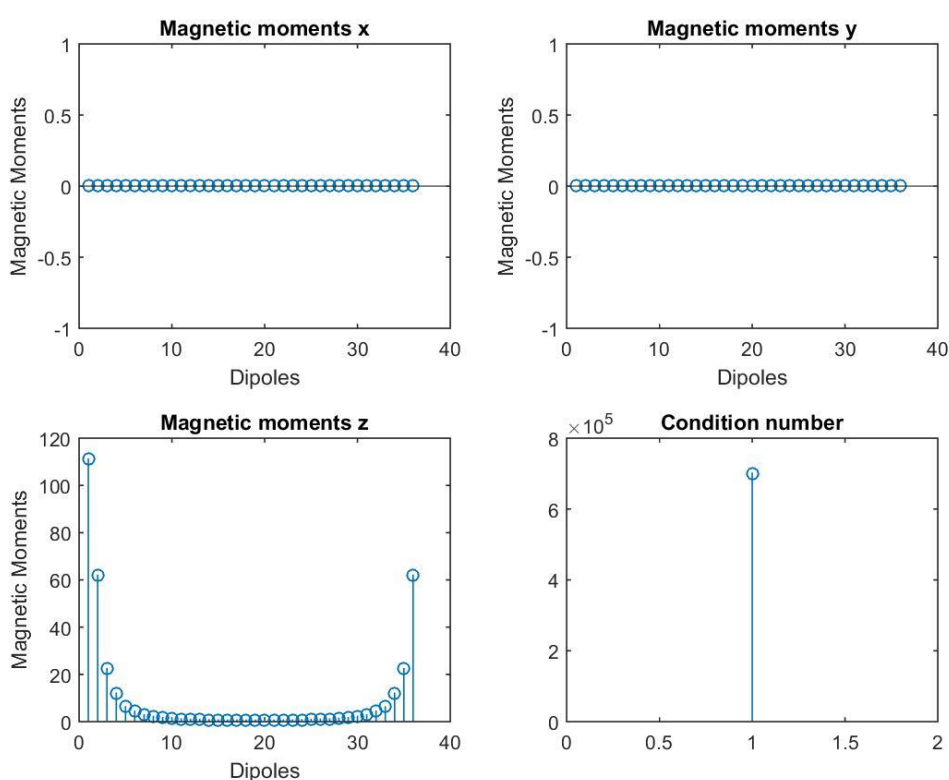 Magnetic moments x
1
0.5
0
-0.5
-1
Magnetic Moments
0 10 20 30 40
Dipoles
Magnetic moments y
1
0.5
0
-0.5
-1
Magnetic Moments
0 10 20 30 40
Dipoles
Magnetic moments z
120
100
80
60
40
20
0
Magnetic Moments
0 10 20 30 40
Dipoles
Condition number
×10⁵
8
6
4
2
0
0 0.5 1 1.5 2